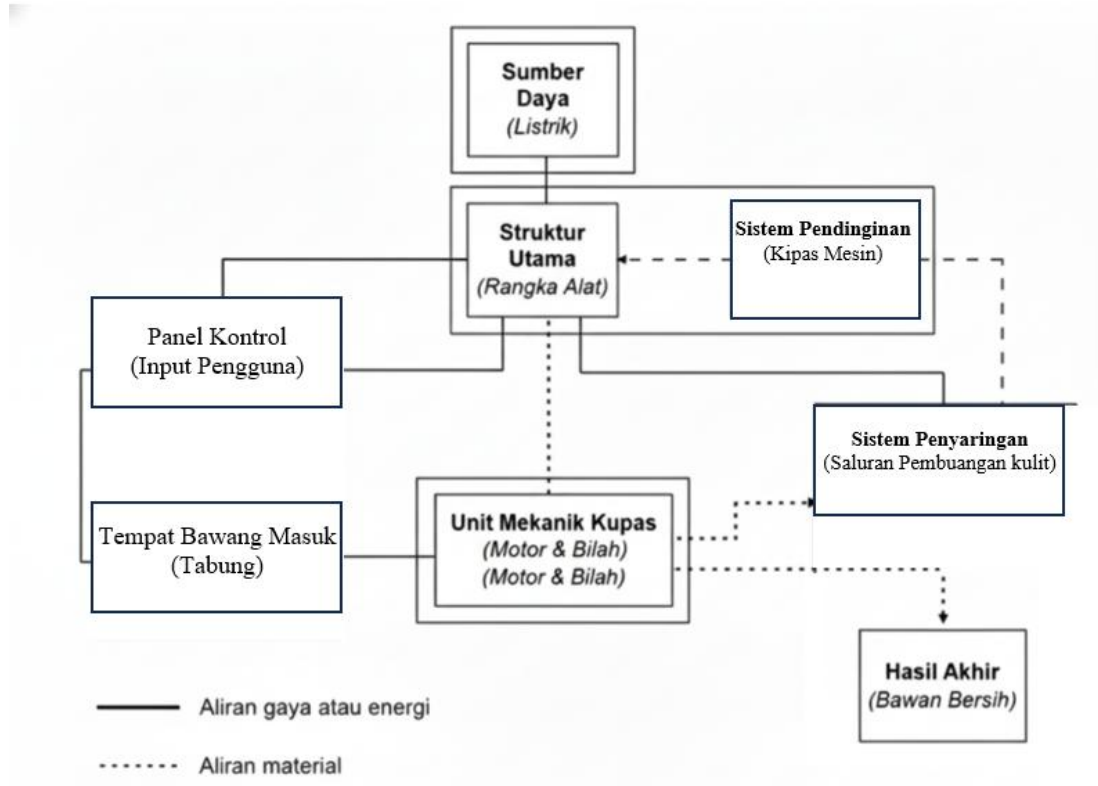 Sumber
Daya
(Listrik)
Struktur
Utama
(Rangka Alat)
Sistem Pendinginan
(Kipas Mesin)
Panel Kontrol
(Input Pengguna)
Sistem Penyaringan
(Saluran Pembuangan kulit)
Tempat Bawang Masuk
(Tabung)
Unit Mekanik Kupas
(Motor & Bilah)
(Motor & Bilah)
Hasil Akhir
(Bawan Bersih)
Aliran gaya atau energi
Aliran material